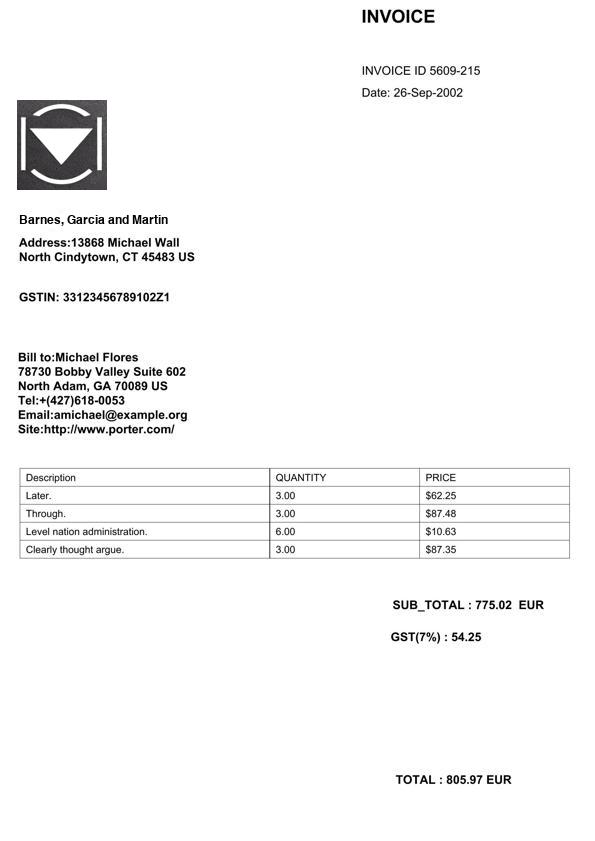 INVOICE
INVOICE ID 5609-215
Date: 26-Sep-2002
Barnes, Garcia and Martin
Address:13868 Michael Wall
North Cindytown, CT 45483 US
GSTIN: 33123456789102Z1
Bill to:Michael Flores
78730 Bobby Valley Suite 602
North Adam, GA 70089 US
Tel:+(427)618-0053
Email:amichael@example.org
Site:http://www.porter.com/
Description QUANTITY PRICE
Later. 3.00 $62.25
Through. 3.00 $87.48
Level nation administration. 6.00 $10.63
Clearly thought argue. 3.00 $87.35
SUB_TOTAL : 775.02 EUR
GST(7%) : 54.25
TOTAL : 805.97 EUR